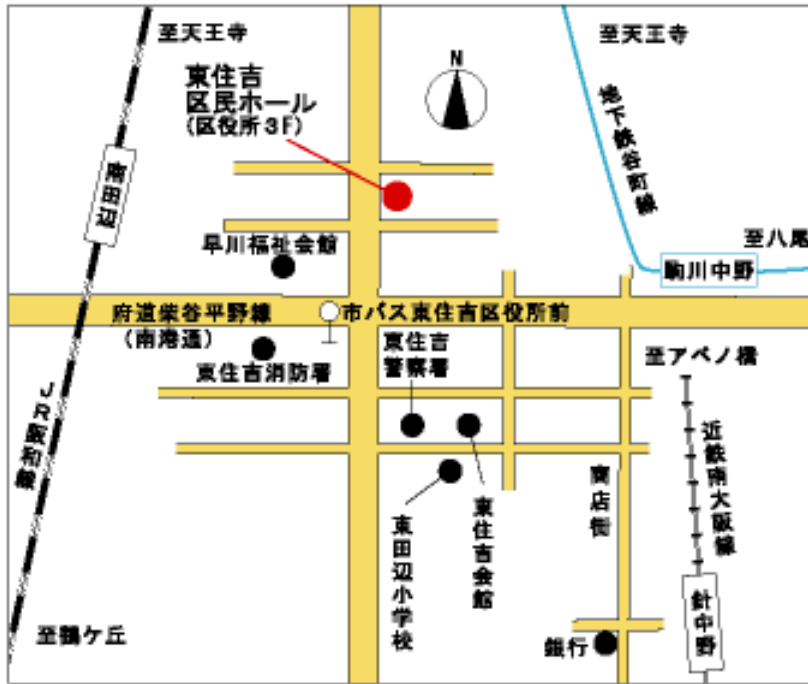 至天王寺
至天王寺
東住吉
区民ホール
(区役所3F)
N
地下鉄谷町線
南田辺
早川福祉会館
至八尾
駒川中野
府道柴谷平野線
(南港通)
市バス東住吉区役所前
東住吉消防署
東住吉
警察署
至アベノ橋
JR阪和線
近鉄南大阪線
商店街
東住吉会館
東田辺小学校
針中野
至鶴ケ丘
銀行